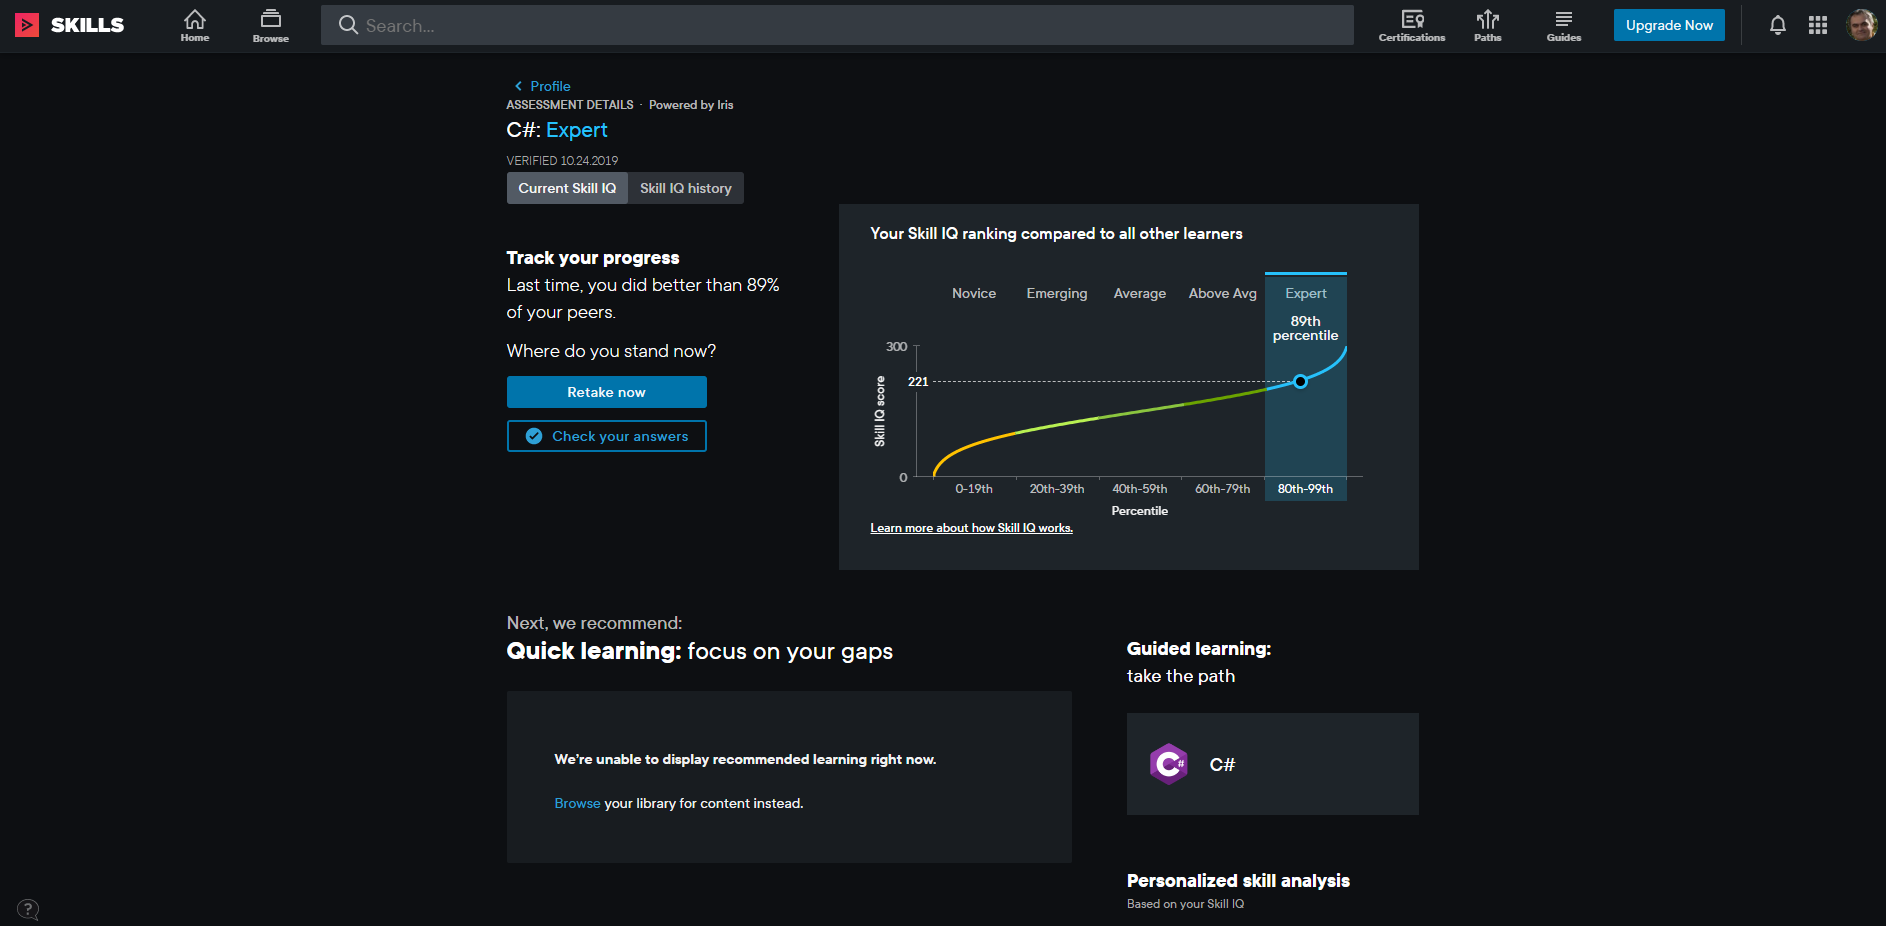 SKILLS
Home
Browse
Search...
Certifications
Paths
Guides
Upgrade Now
Profile
ASSESSMENT DETAILS · Powered by Iris
C#: Expert
VERIFIED 10.24.2019
Current Skill IQ
Skill IQ history
Track your progress
Last time, you did better than 89%
of your peers.
Where do you stand now?
Retake now
Check your answers
Your Skill IQ ranking compared to all other learners
Novice
Emerging
Average
Above Avg
Expert
89th
percentile
300
221
0
Skill IQ score
0-19th
20th-39th
40th-59th
60th-79th
80th-99th
Percentile
Learn more about how Skill IQ works.
Next, we recommend:
Quick learning: focus on your gaps
We're unable to display recommended learning right now.
Browse your library for content instead.
Guided learning:
take the path
C#
C#
Personalized skill analysis
Based on your Skill IQ
?